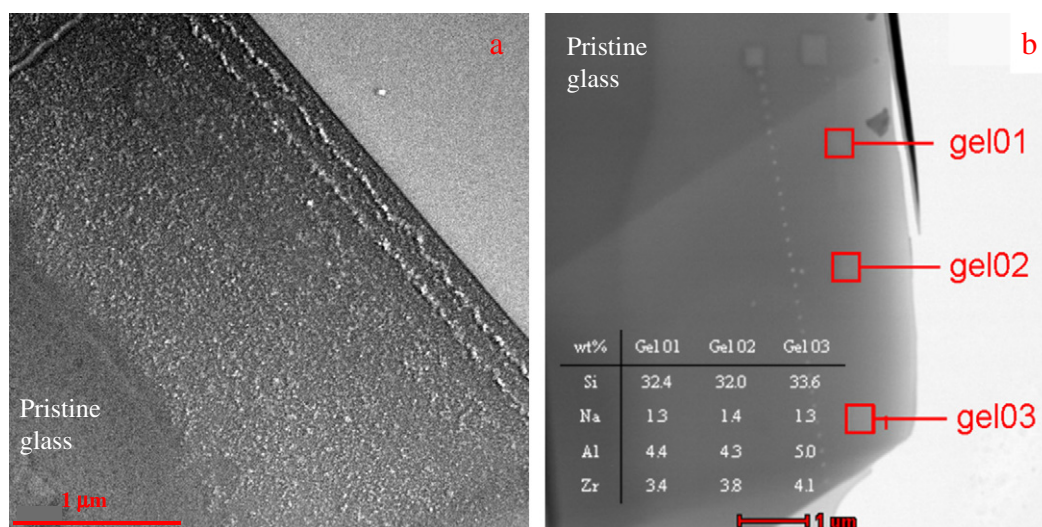 a
Pristine
glass
1 μm
b
Pristine
glass
gel01
gel02
gel03
wt% Gel 01 Gel 02 Gel 03
Si 32.4 32.0 33.6
Na 1.3 1.4 1.3
Al 4.4 4.3 5.0
Zr 3.4 3.8 4.1
1 μm